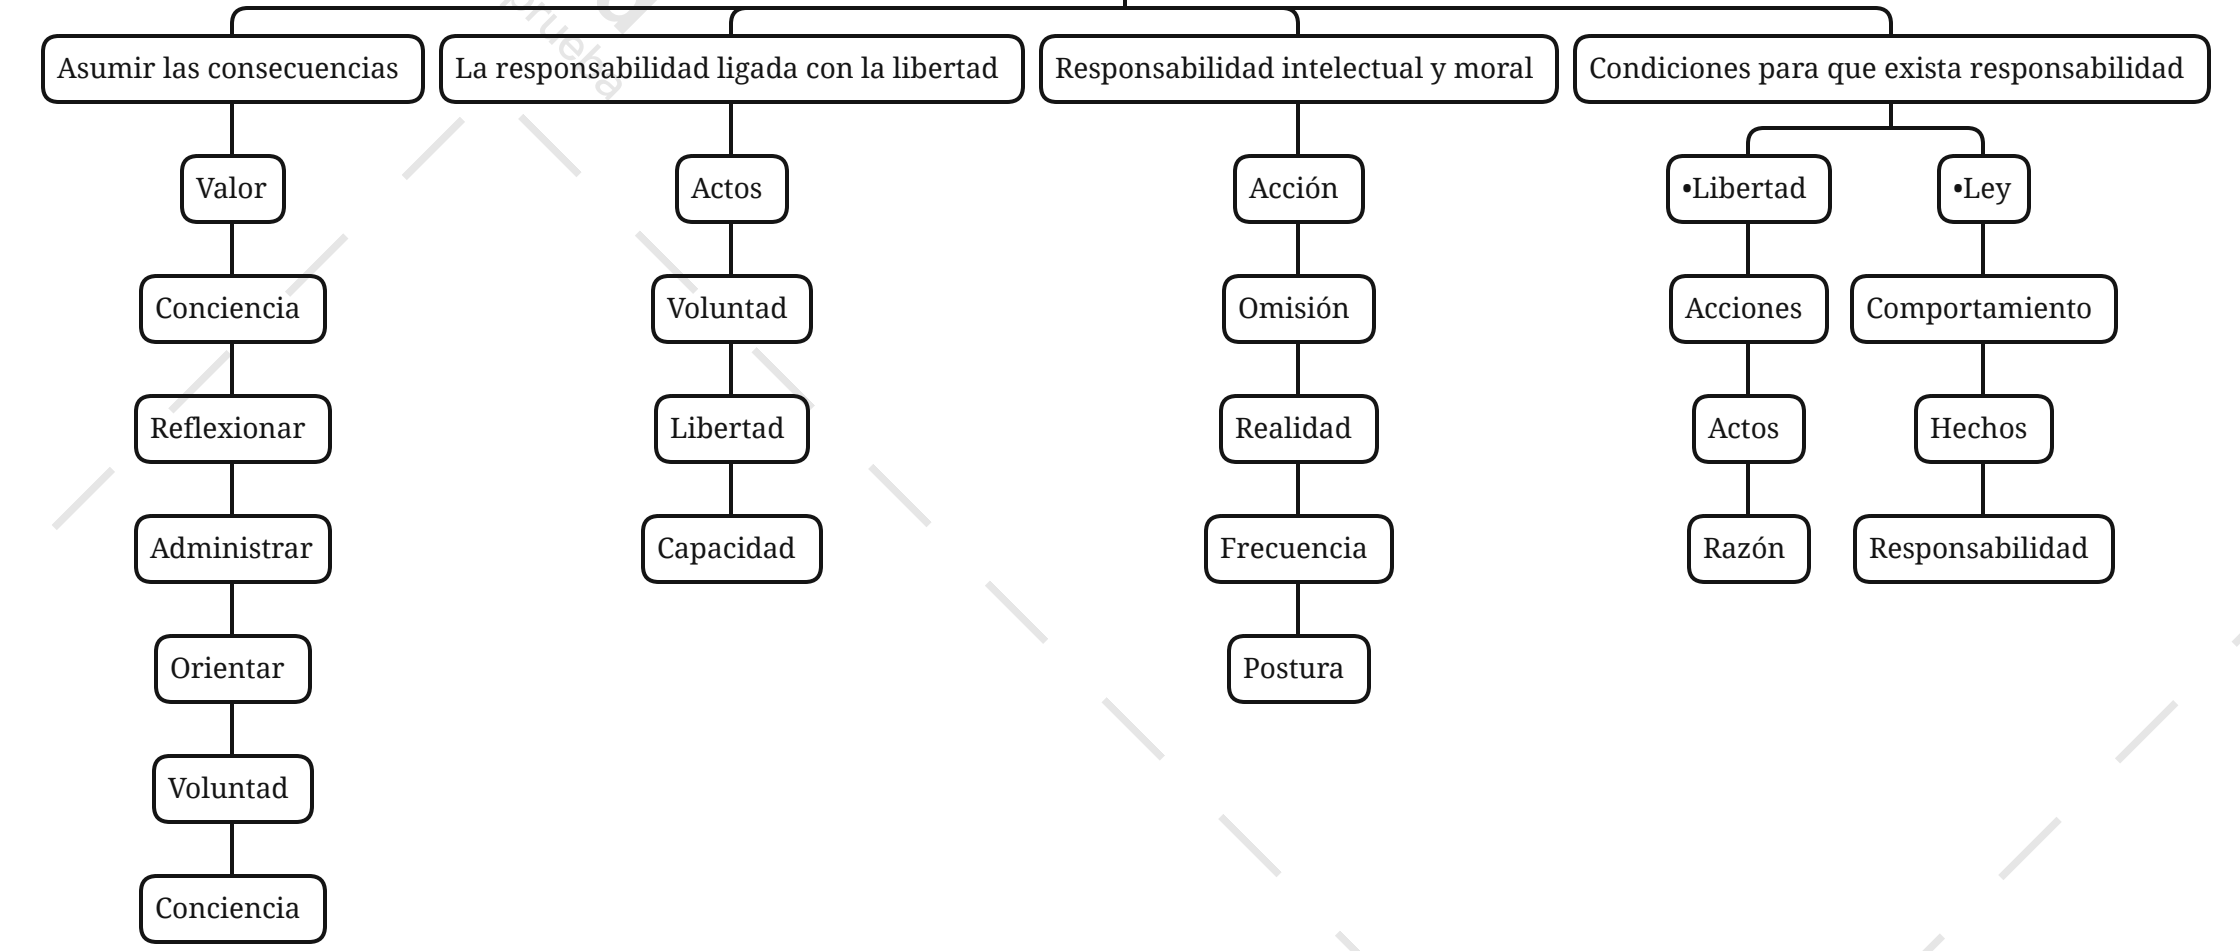 prueba
Asumir las consecuencias
La responsabilidad ligada con la libertad
Responsabilidad intelectual y moral
Condiciones para que exista responsabilidad
Valor
Actos
Acción
•Libertad
•Ley
Conciencia
Voluntad
Omisión
Acciones
Comportamiento
Reflexionar
Libertad
Realidad
Actos
Hechos
Administrar
Capacidad
Frecuencia
Razón
Responsabilidad
Orientar
Postura
Voluntad
Conciencia